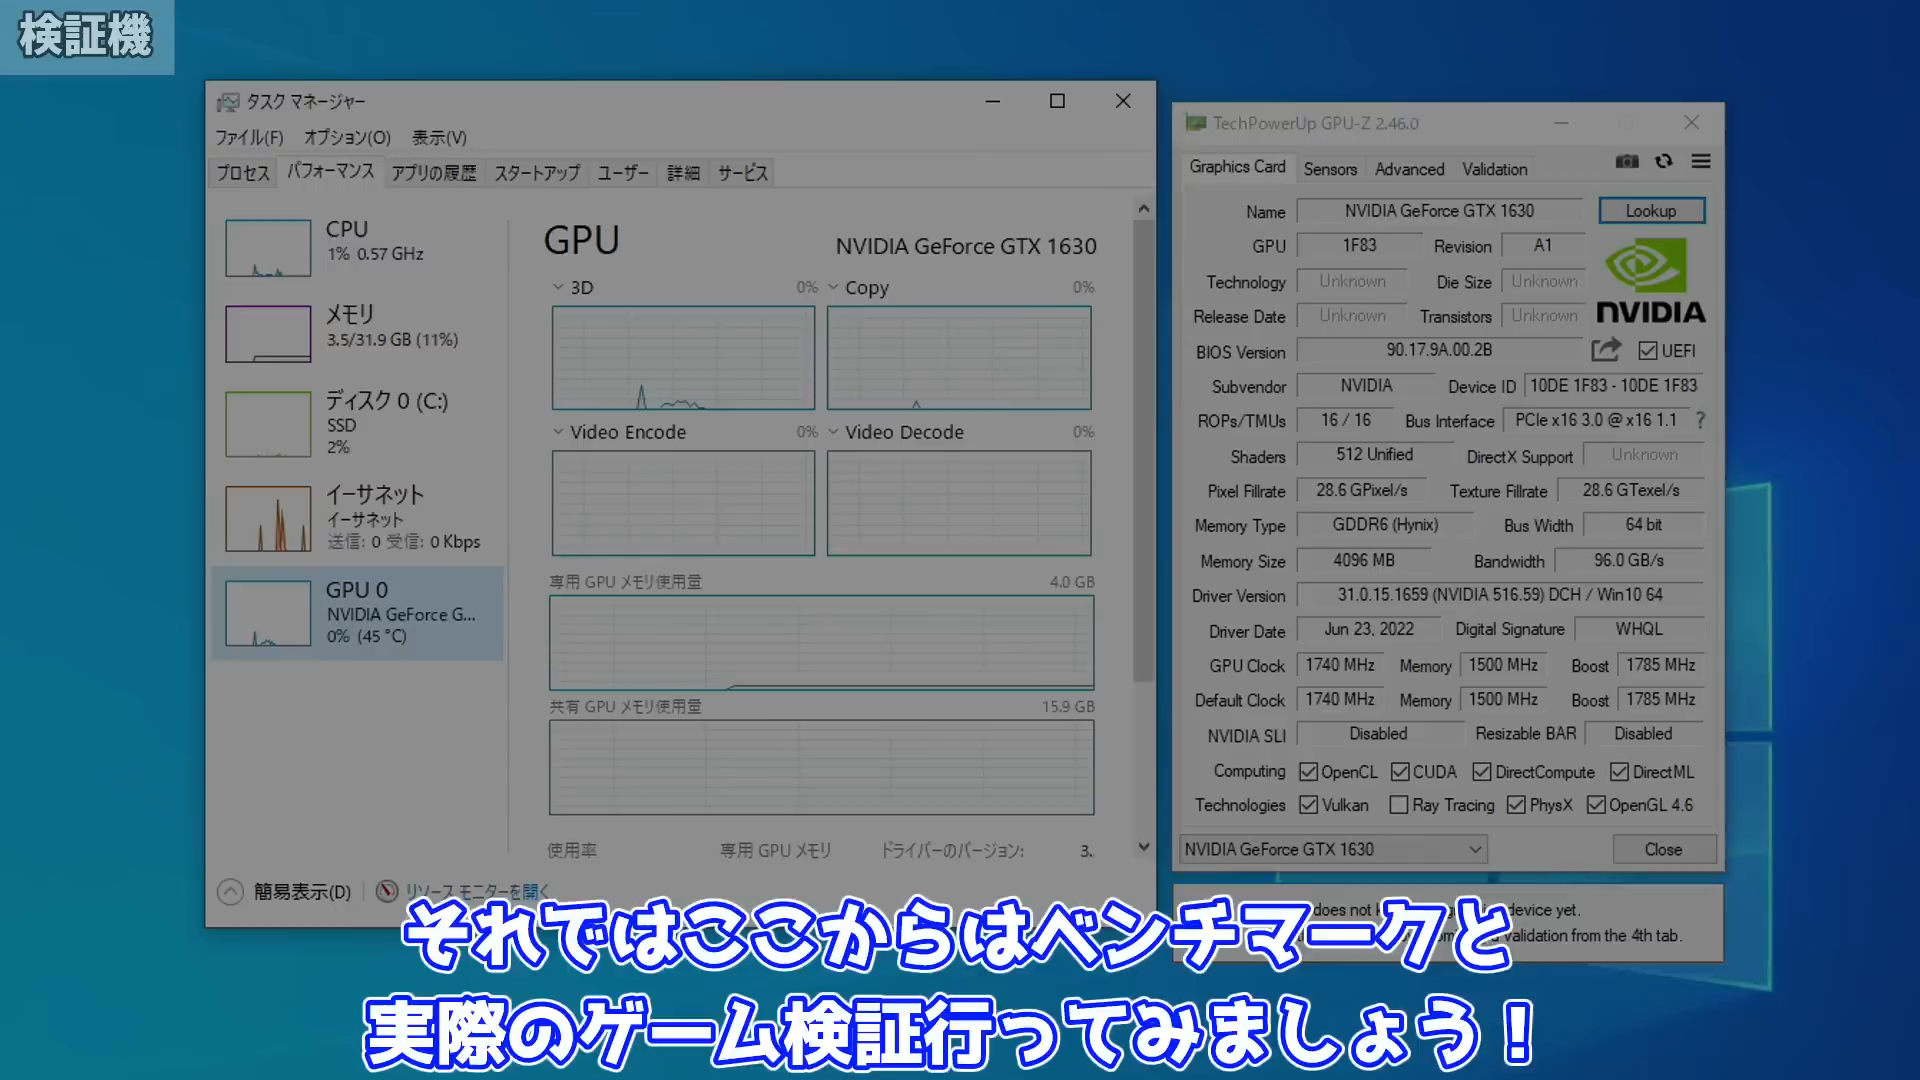 検証機
タスク マネージャー
ファイル(F) オプション(O) 表示(V)
プロセス パフォーマンス アプリの履歴 スタートアップ ユーザー 詳細 サービス
CPU
1% 0.57 GHz
メモリ
3.5/31.9 GB (11%)
ディスク 0 (C:)
SSD
2%
イーサネット
イーサネット
送信: 0 受信: 0 Kbps
GPU 0
NVIDIA GeForce G...
0% (45 °C)
GPU NVIDIA GeForce GTX 1630
3D 0% Copy 0%
Video Encode 0% Video Decode 0%
専用 GPU メモリ使用量 4.0 GB
共有 GPU メモリ使用量 15.9 GB
使用率 専用 GPU メモリ ドライバーのバージョン: 3.
簡易表示(D) リソース モニターを開く
TechPowerUp GPU-Z 2.46.0
Graphics Card Sensors Advanced Validation
Name NVIDIA GeForce GTX 1630 Lookup
GPU 1F83 Revision A1
Technology Unknown Die Size Unknown
Release Date Unknown Transistors Unknown
NVIDIA
BIOS Version 90.17.9A.00.2B UEFI
Subvendor NVIDIA Device ID 10DE 1F83 - 10DE 1F83
ROPs/TMUs 16 / 16 Bus Interface PCIe x16 3.0 @ x16 1.1 ?
Shaders 512 Unified DirectX Support Unknown
Pixel Fillrate 28.6 GPixel/s Texture Fillrate 28.6 GTexel/s
Memory Type GDDR6 (Hynix) Bus Width 64 bit
Memory Size 4096 MB Bandwidth 96.0 GB/s
Driver Version 31.0.15.1659 (NVIDIA 516.59) DCH / Win10 64
Driver Date Jun 23, 2022 Digital Signature WHQL
GPU Clock 1740 MHz Memory 1500 MHz Boost 1785 MHz
Default Clock 1740 MHz Memory 1500 MHz Boost 1785 MHz
NVIDIA SLI Disabled Resizable BAR Disabled
Computing OpenCL CUDA DirectCompute DirectML
Technologies Vulkan Ray Tracing PhysX OpenGL 4.6
NVIDIA GeForce GTX 1630 Close
does not device yet.
validation from the 4th tab.
それではここからはベンチマークと
実際のゲーム検証行ってみましょう!